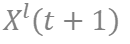 X^l(t + 1)